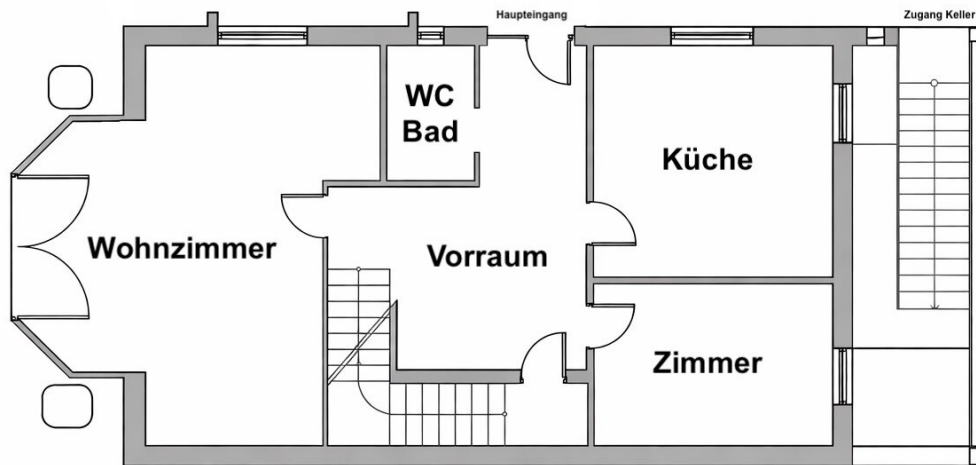 Haupteingang
Zugang Keller
WC
Bad
Küche
Wohnzimmer
Vorraum
Zimmer